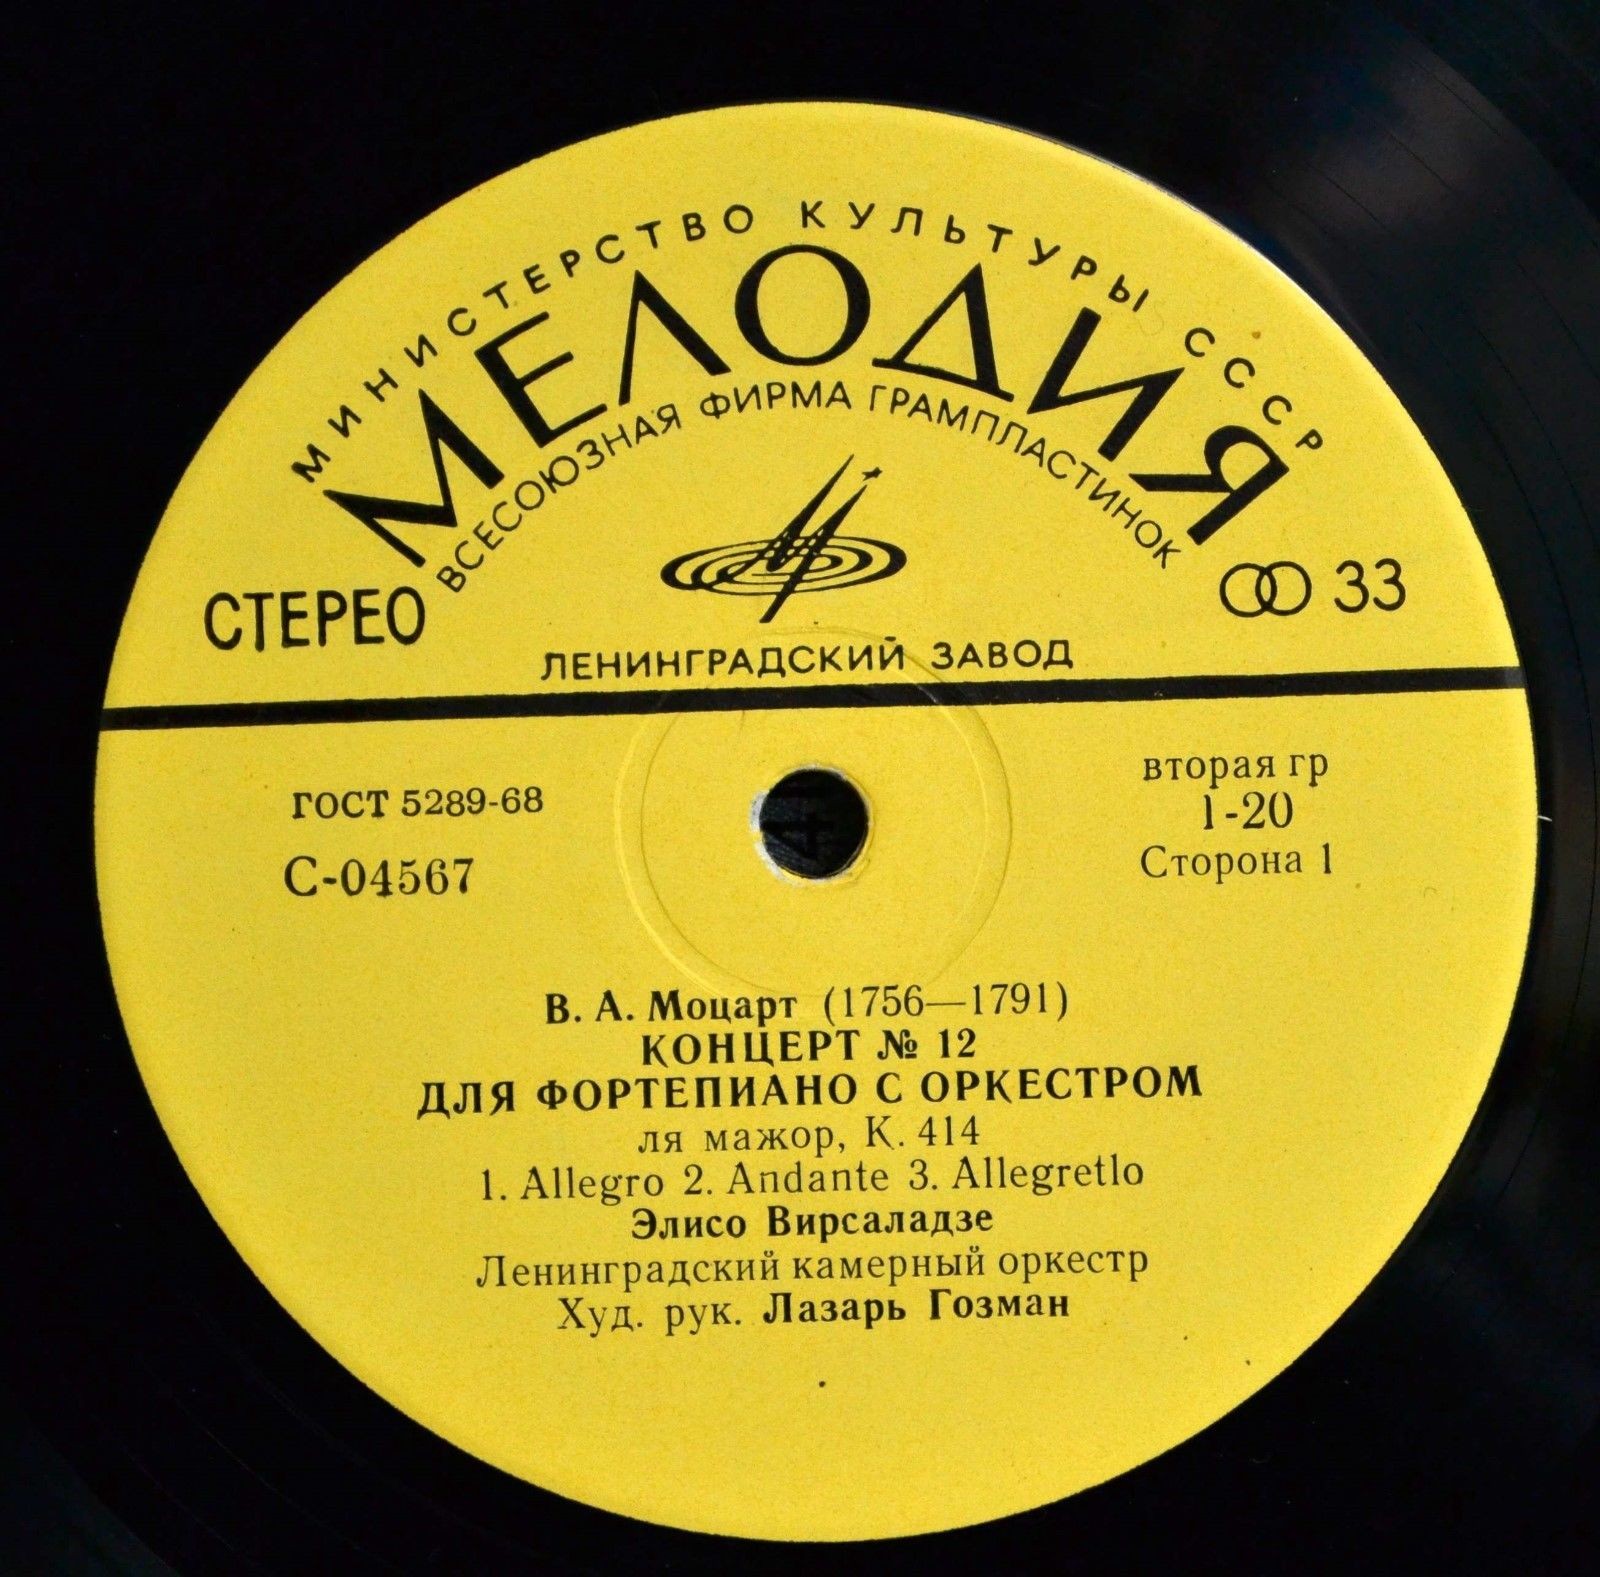 МИНИСТЕРСТВО КУЛЬТУРЫ СССР
МЕЛОДИЯ
ВСЕСОЮЗНАЯ ФИРМА ГРАМПЛАСТИНОК
СТЕРЕО
33
ЛЕНИНГРАДСКИЙ ЗАВОД
ГОСТ 5289-68
С-04567
вторая гр
1-20
Сторона 1
В. А. Моцарт (1756—1791)
КОНЦЕРТ № 12
ДЛЯ ФОРТЕПИАНО С ОРКЕСТРОМ
ля мажор, К. 414
1. Allegro 2. Andante 3. Allegretlo
Элисо Вирсаладзе
Ленинградский камерный оркестр
Худ. рук. Лазарь Гозман